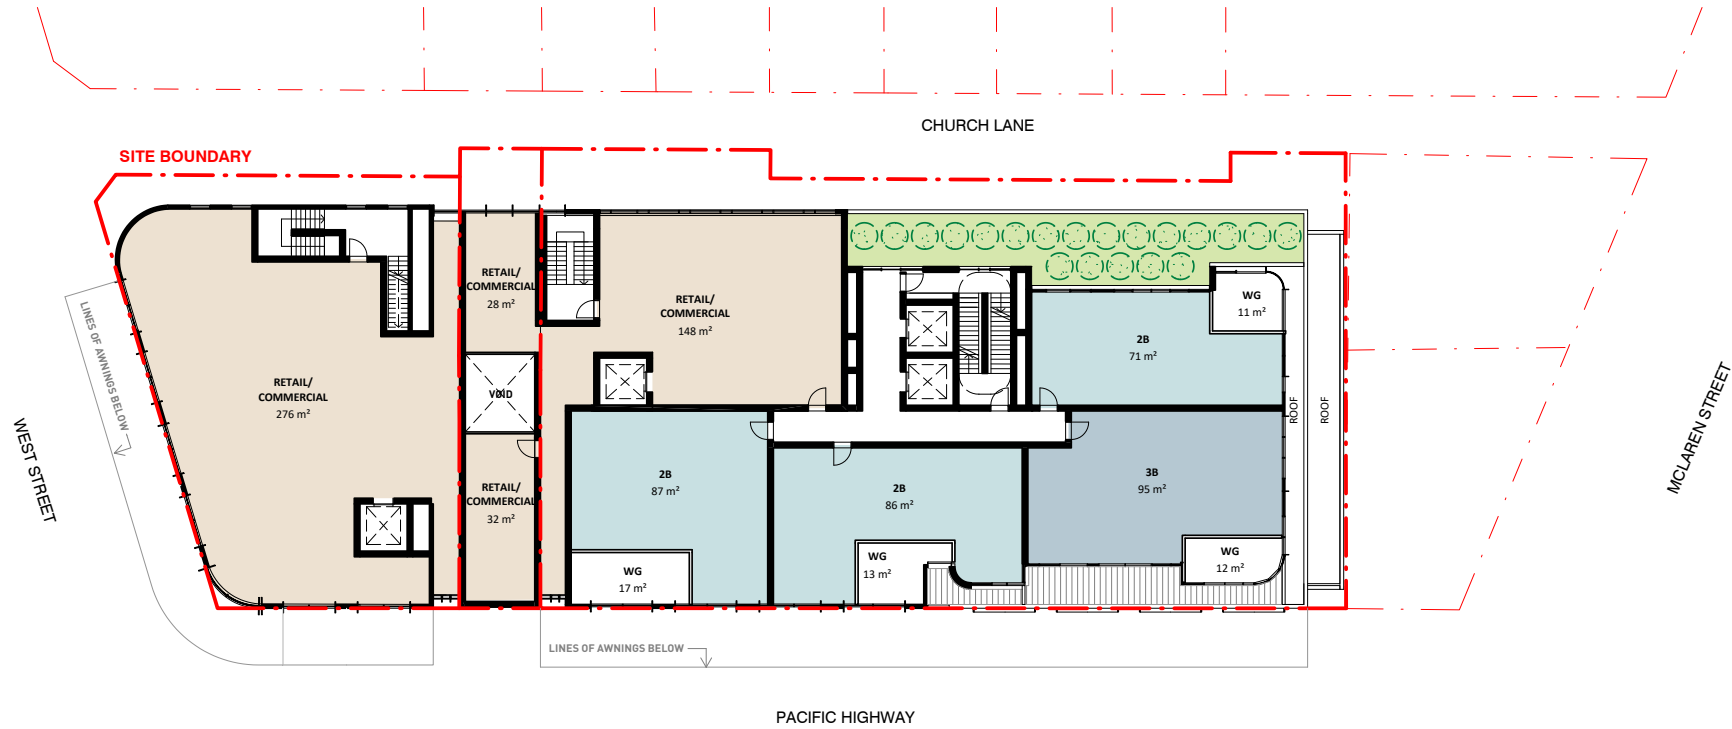 CHURCH LANE
SITE BOUNDARY
RETAIL/
COMMERCIAL
28 m²
RETAIL/
COMMERCIAL
148 m²
WG
11 m²
2B
71 m²
LINES OF AWNINGS BELOW
RETAIL/
COMMERCIAL
276 m²
VOID
ROOF
ROOF
WEST STREET
MCLAREN STREET
RETAIL/
COMMERCIAL
32 m²
2B
87 m²
2B
86 m²
3B
95 m²
WG
17 m²
WG
13 m²
WG
12 m²
LINES OF AWNINGS BELOW
PACIFIC HIGHWAY